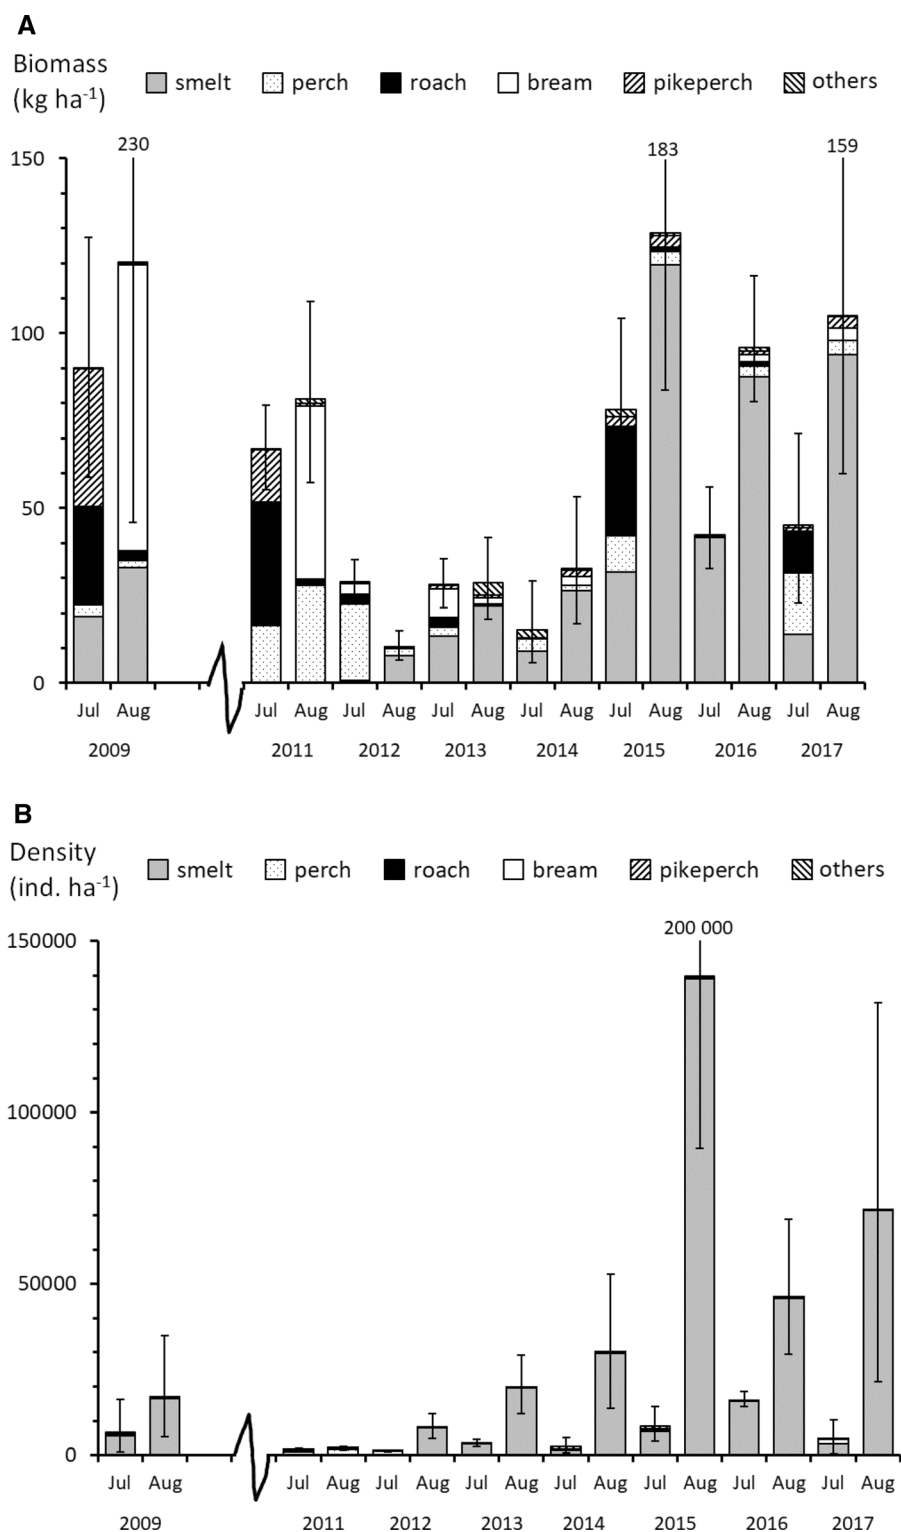 A
Biomass
(kg ha-1)
smelt perch roach bream pikeperch others
230 183 159
150
100
50
0
Jul Aug Jul Aug Jul Aug Jul Aug Jul Aug Jul Aug Jul Aug Jul Aug
2009 2011 2012 2013 2014 2015 2016 2017
B
Density
(ind. ha-1)
smelt perch roach bream pikeperch others
200 000
150000
100000
50000
0
Jul Aug Jul Aug Jul Aug Jul Aug Jul Aug Jul Aug Jul Aug Jul Aug
2009 2011 2012 2013 2014 2015 2016 2017